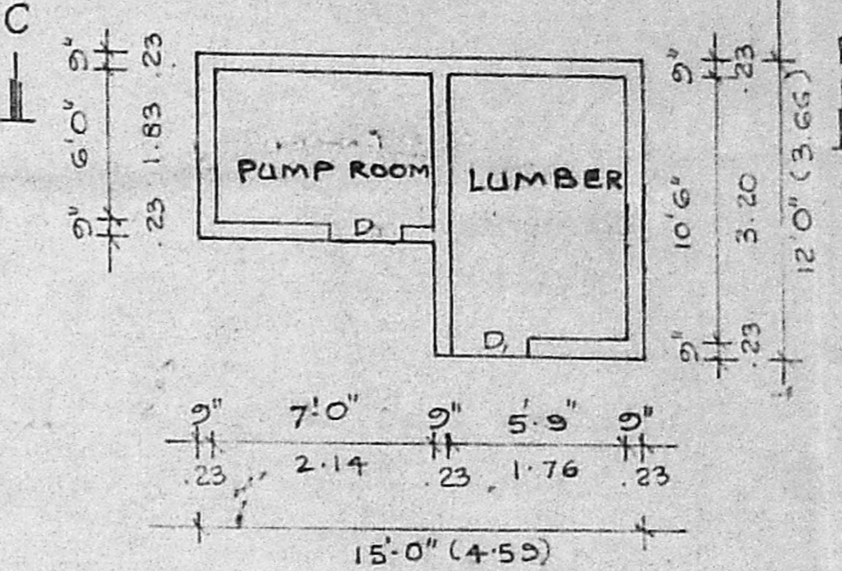 C
9" .23
6'0" 1.83
9" .23
PUMP ROOM
D₁
LUMBER
D₁
9" .23
10'6" 3.20
9" .23
12'0" (3.65)
9" 7'0" 9" 5'.9" 9"
.23 2.14 .23 1.76 .23
15'-0" (4.59)